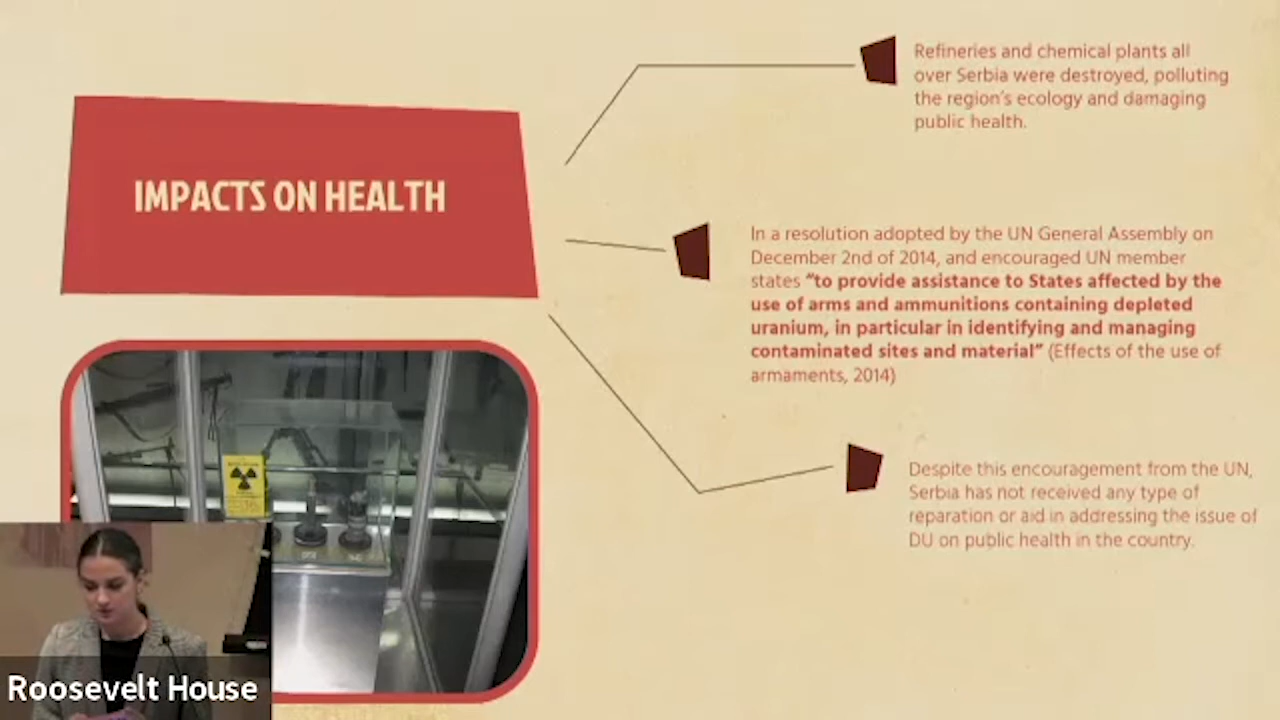 IMPACTS ON HEALTH
Refineries and chemical plants all
over Serbia were destroyed, polluting
the region's ecology and damaging
public health.
In a resolution adopted by the UN General Assembly on
December 2nd of 2014, and encouraged UN member
states "to provide assistance to States affected by the
use of arms and ammunitions containing depleted
uranium, in particular in identifying and managing
contaminated sites and material" (Effects of the use of
armaments, 2014)
Despite this encouragement from the UN,
Serbia has not received any type of
reparation or aid in addressing the issue of
DU on public health in the country.
Roosevelt House